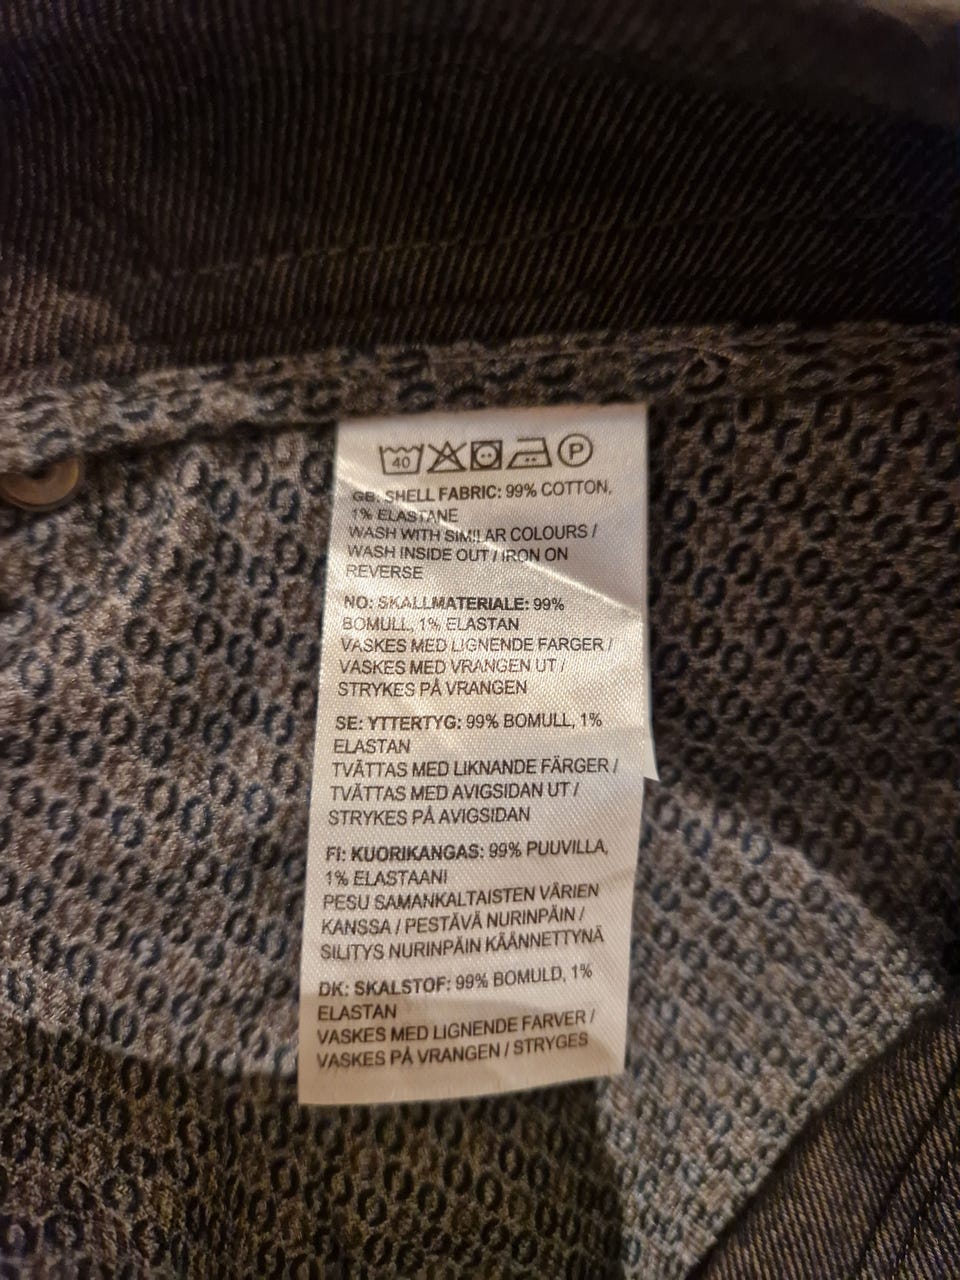 40 P
GB: SHELL FABRIC: 99% COTTON,
1% ELASTANE
WASH WITH SIMILAR COLOURS /
WASH INSIDE OUT / IRON ON
REVERSE
NO: SKALLMATERIALE: 99%
BOMULL, 1% ELASTAN
VASKES MED LIGNENDE FARGER /
VASKES MED VRANGEN UT /
STRYKES PÅ VRANGEN
SE: YTTERTYG: 99% BOMULL, 1%
ELASTAN
TVÄTTAS MED LIKNANDE FÄRGER /
TVÄTTAS MED AVIGSIDAN UT /
STRYKES PÅ AVIGSIDAN
FI: KUORIKANGAS: 99% PUUVILLA,
1% ELASTAANI
PESU SAMANKALTAISTEN VÄRIEN
KANSSA / PESTÄVÄ NURINPÄIN /
SILITYS NURINPÄIN KÄÄNNETTYNÄ
DK: SKALSTOF: 99% BOMULD, 1%
ELASTAN
VASKES MED LIGNENDE FARVER /
VASKES PÅ VRANGEN / STRYGES